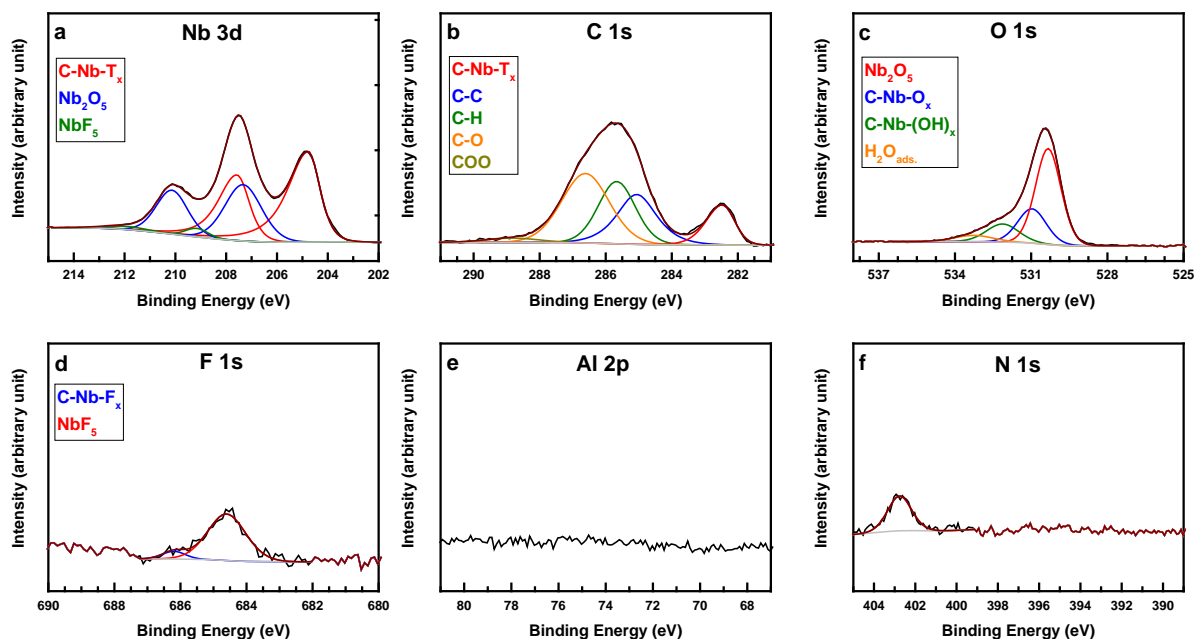 a
Nb 3d
Intensity (arbitrary unit)
C-Nb-Tₓ
Nb₂O₅
NbF₅
214 210 207 204 202
Binding Energy (eV)
b
C 1s
Intensity (arbitrary unit)
C-Nb-Tₓ
C-C
C-H
C-O
COO
290 288 286 284 282
Binding Energy (eV)
c
O 1s
Intensity (arbitrary unit)
Nb₂O₅
C-Nb-Oₓ
C-Nb-(OH)ₓ
H₂O ads.
537 534 531 528 525
Binding Energy (eV)
d
F 1s
Intensity (arbitrary unit)
C-Nb-Fₓ
NbF₅
690 688 686 684 682 680
Binding Energy (eV)
e
Al 2p
Intensity (arbitrary unit)
80 78 76 74 72 70 68
Binding Energy (eV)
f
N 1s
Intensity (arbitrary unit)
404 402 400 398 396 394 392 390
Binding Energy (eV)